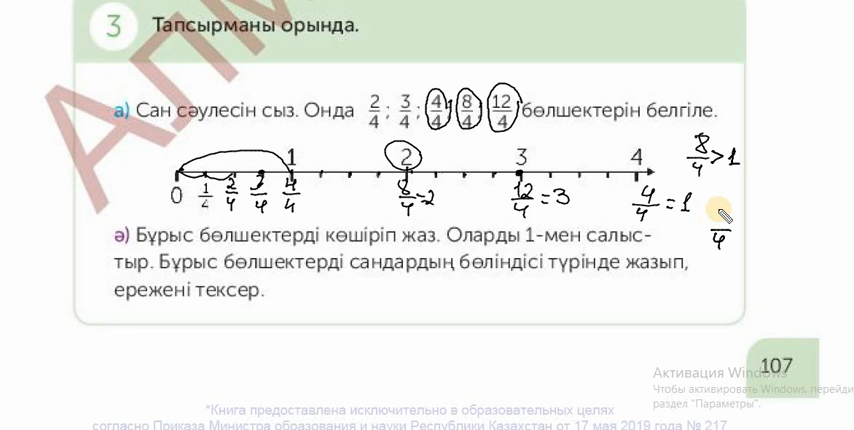 3 Тапсырманы орында.
АЛМ
а) Сан сәулесін сыз. Онда 2/4; 3/4; 4/4; 8/4; 12/4 бөлшектерін белгіле.
8/4 > 1
1 2 3 4
0 1/4 2/4 3/4 4/4 8/4=2 12/4=3 4/4=1
/4
ә) Бұрыс бөлшектерді көшіріп жаз. Оларды 1-мен салыс-
тыр. Бұрыс бөлшектерді сандардың бөліндісі түрінде жазып,
ережені тексер.
107
Активация Windows
Чтобы активировать Windows, перейди
раздел "Параметры".
*Книга предоставлена исключительно в образовательных целях
согласно Приказа Министра образования и науки Республики Казахстан от 17 мая 2019 года № 217